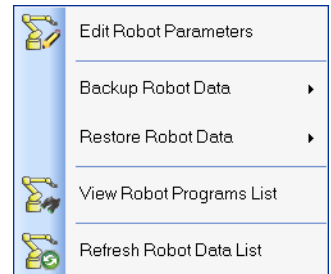 Edit Robot Parameters
Backup Robot Data
Restore Robot Data
View Robot Programs List
Refresh Robot Data List